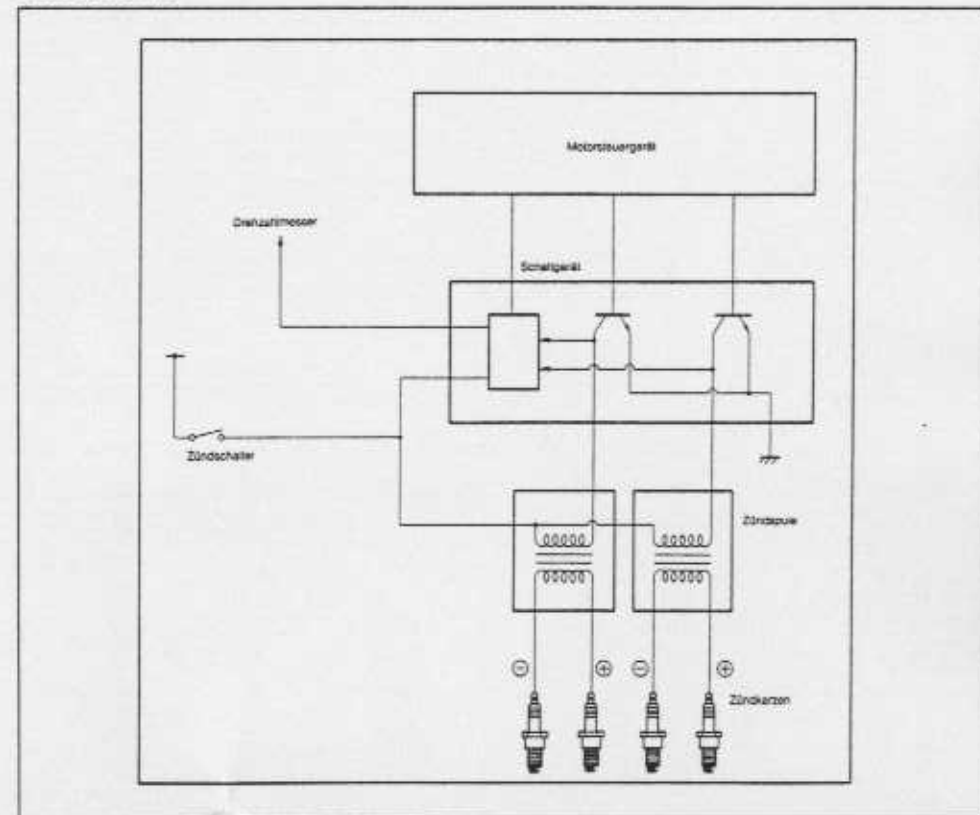 Motorsteuergerät
Drehzahlmesser
Schaltgerät
Zündschalter
Zündspule
⊖ ⊕ ⊖ ⊕
Zündkerzen